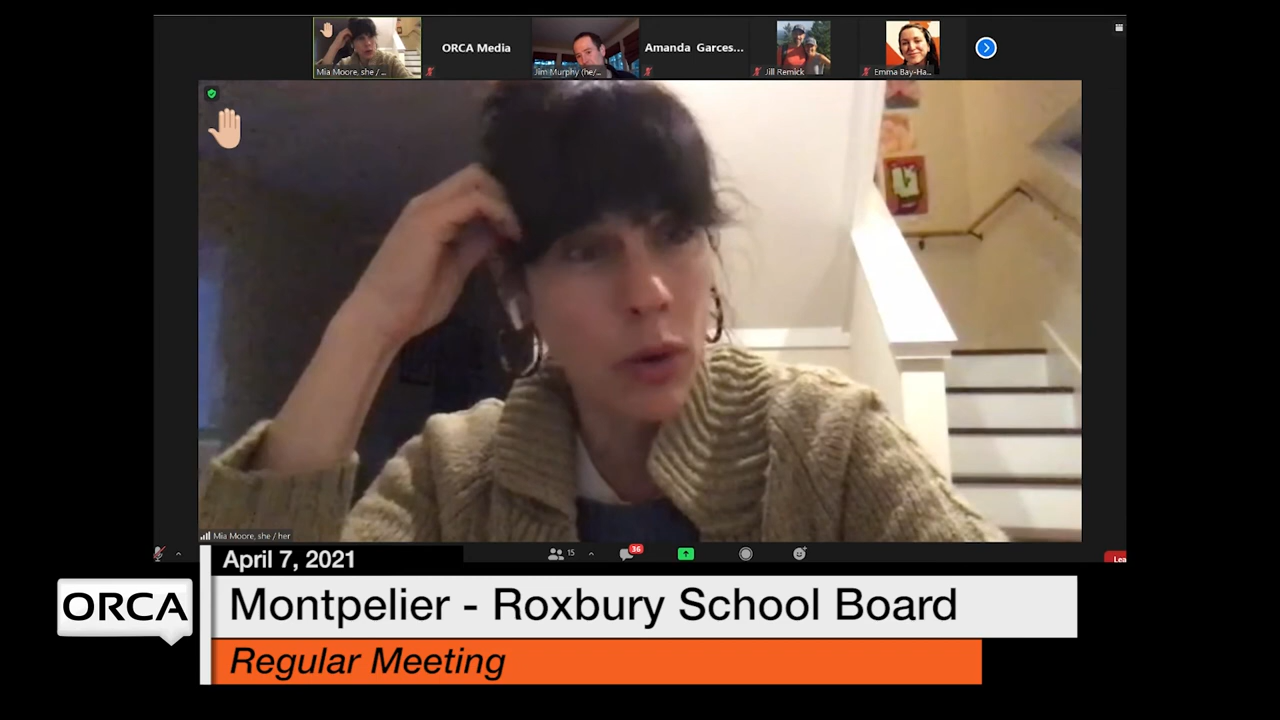 Mia Moore, she / ...
ORCA Media
Jim Murphy (he/...
Amanda Garces...
Jill Remick
Emma Bay-Ha...
Mia Moore, she / her
15
36
Lea
April 7, 2021
ORCA
Montpelier - Roxbury School Board
Regular Meeting